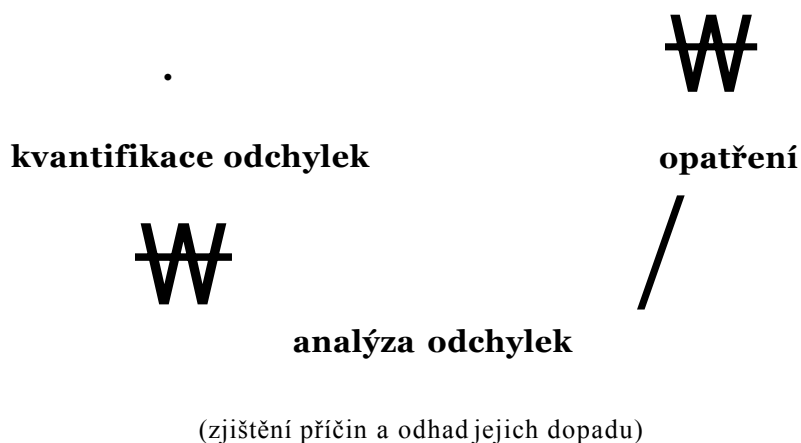 ₩
.
kvantifikace odchylek opatření
₩ /
analýza odchylek
(zjištění příčin a odhad jejich dopadu)